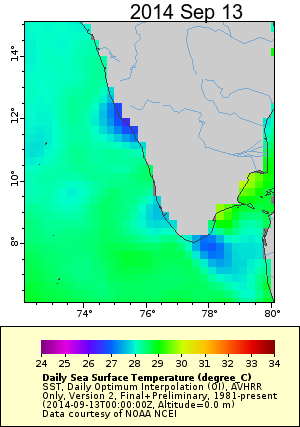 2014 Sep 13
14°
12°
10°
8°
74°
76°
78°
80°
24 25 26 27 28 29 30 31 32 33 34
Daily Sea Surface Temperature (degree_C)
SST, Daily Optimum Interpolation (OI), AVHRR
Only, Version 2, Final+Preliminary, 1981-present
(2014-09-13T00:00:00Z, Altitude=0.0 m)
Data courtesy of NOAA NCEI